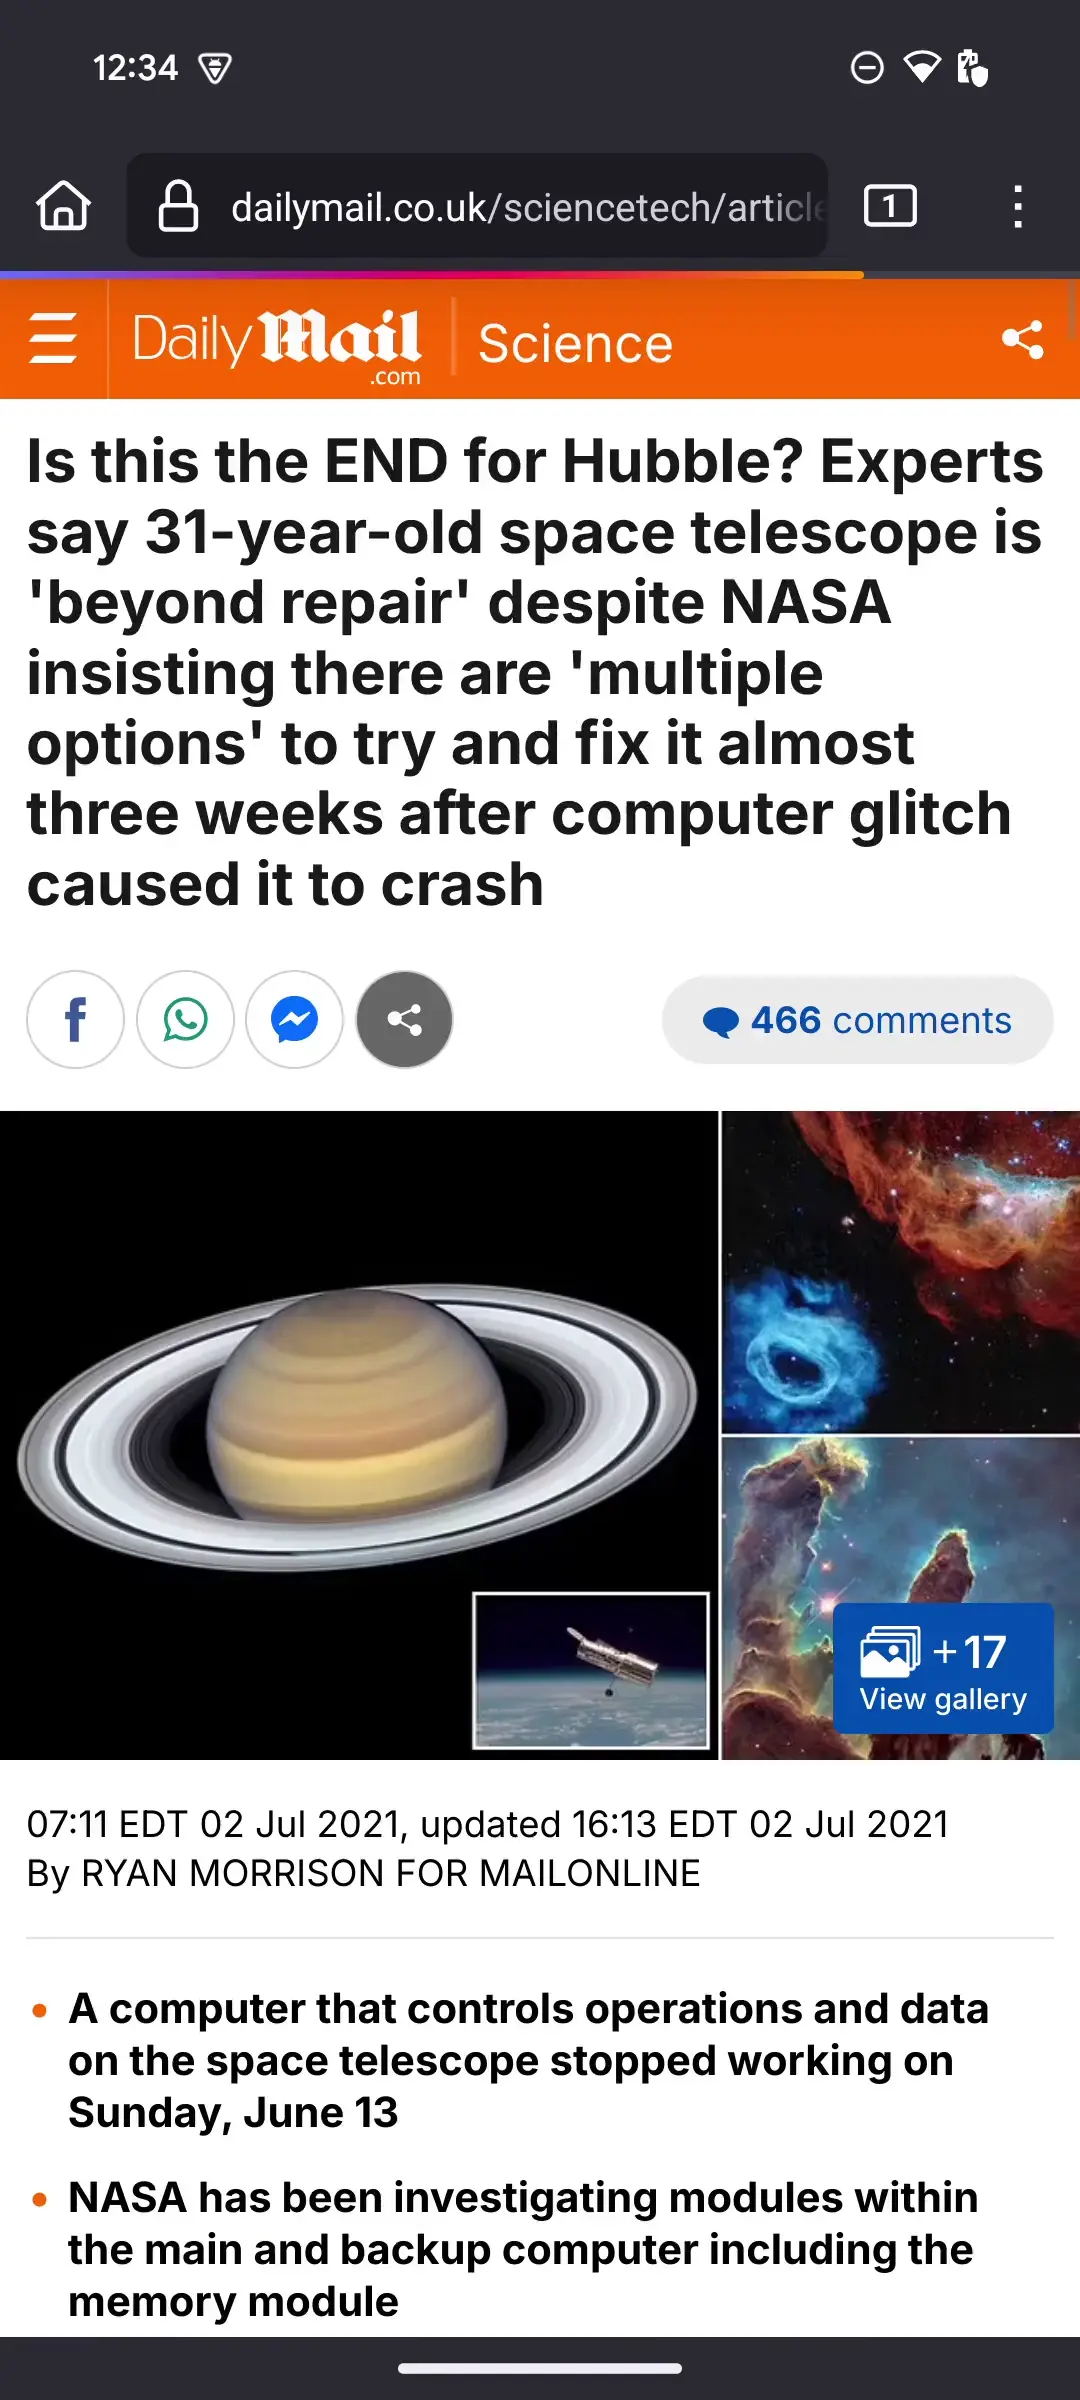 12:34
dailymail.co.uk/sciencetech/article
1
Daily Mail
.com
Science
Is this the END for Hubble? Experts
say 31-year-old space telescope is
'beyond repair' despite NASA
insisting there are 'multiple
options' to try and fix it almost
three weeks after computer glitch
caused it to crash
466 comments
+17
View gallery
07:11 EDT 02 Jul 2021, updated 16:13 EDT 02 Jul 2021
By RYAN MORRISON FOR MAILONLINE
• A computer that controls operations and data
on the space telescope stopped working on
Sunday, June 13
• NASA has been investigating modules within
the main and backup computer including the
memory module